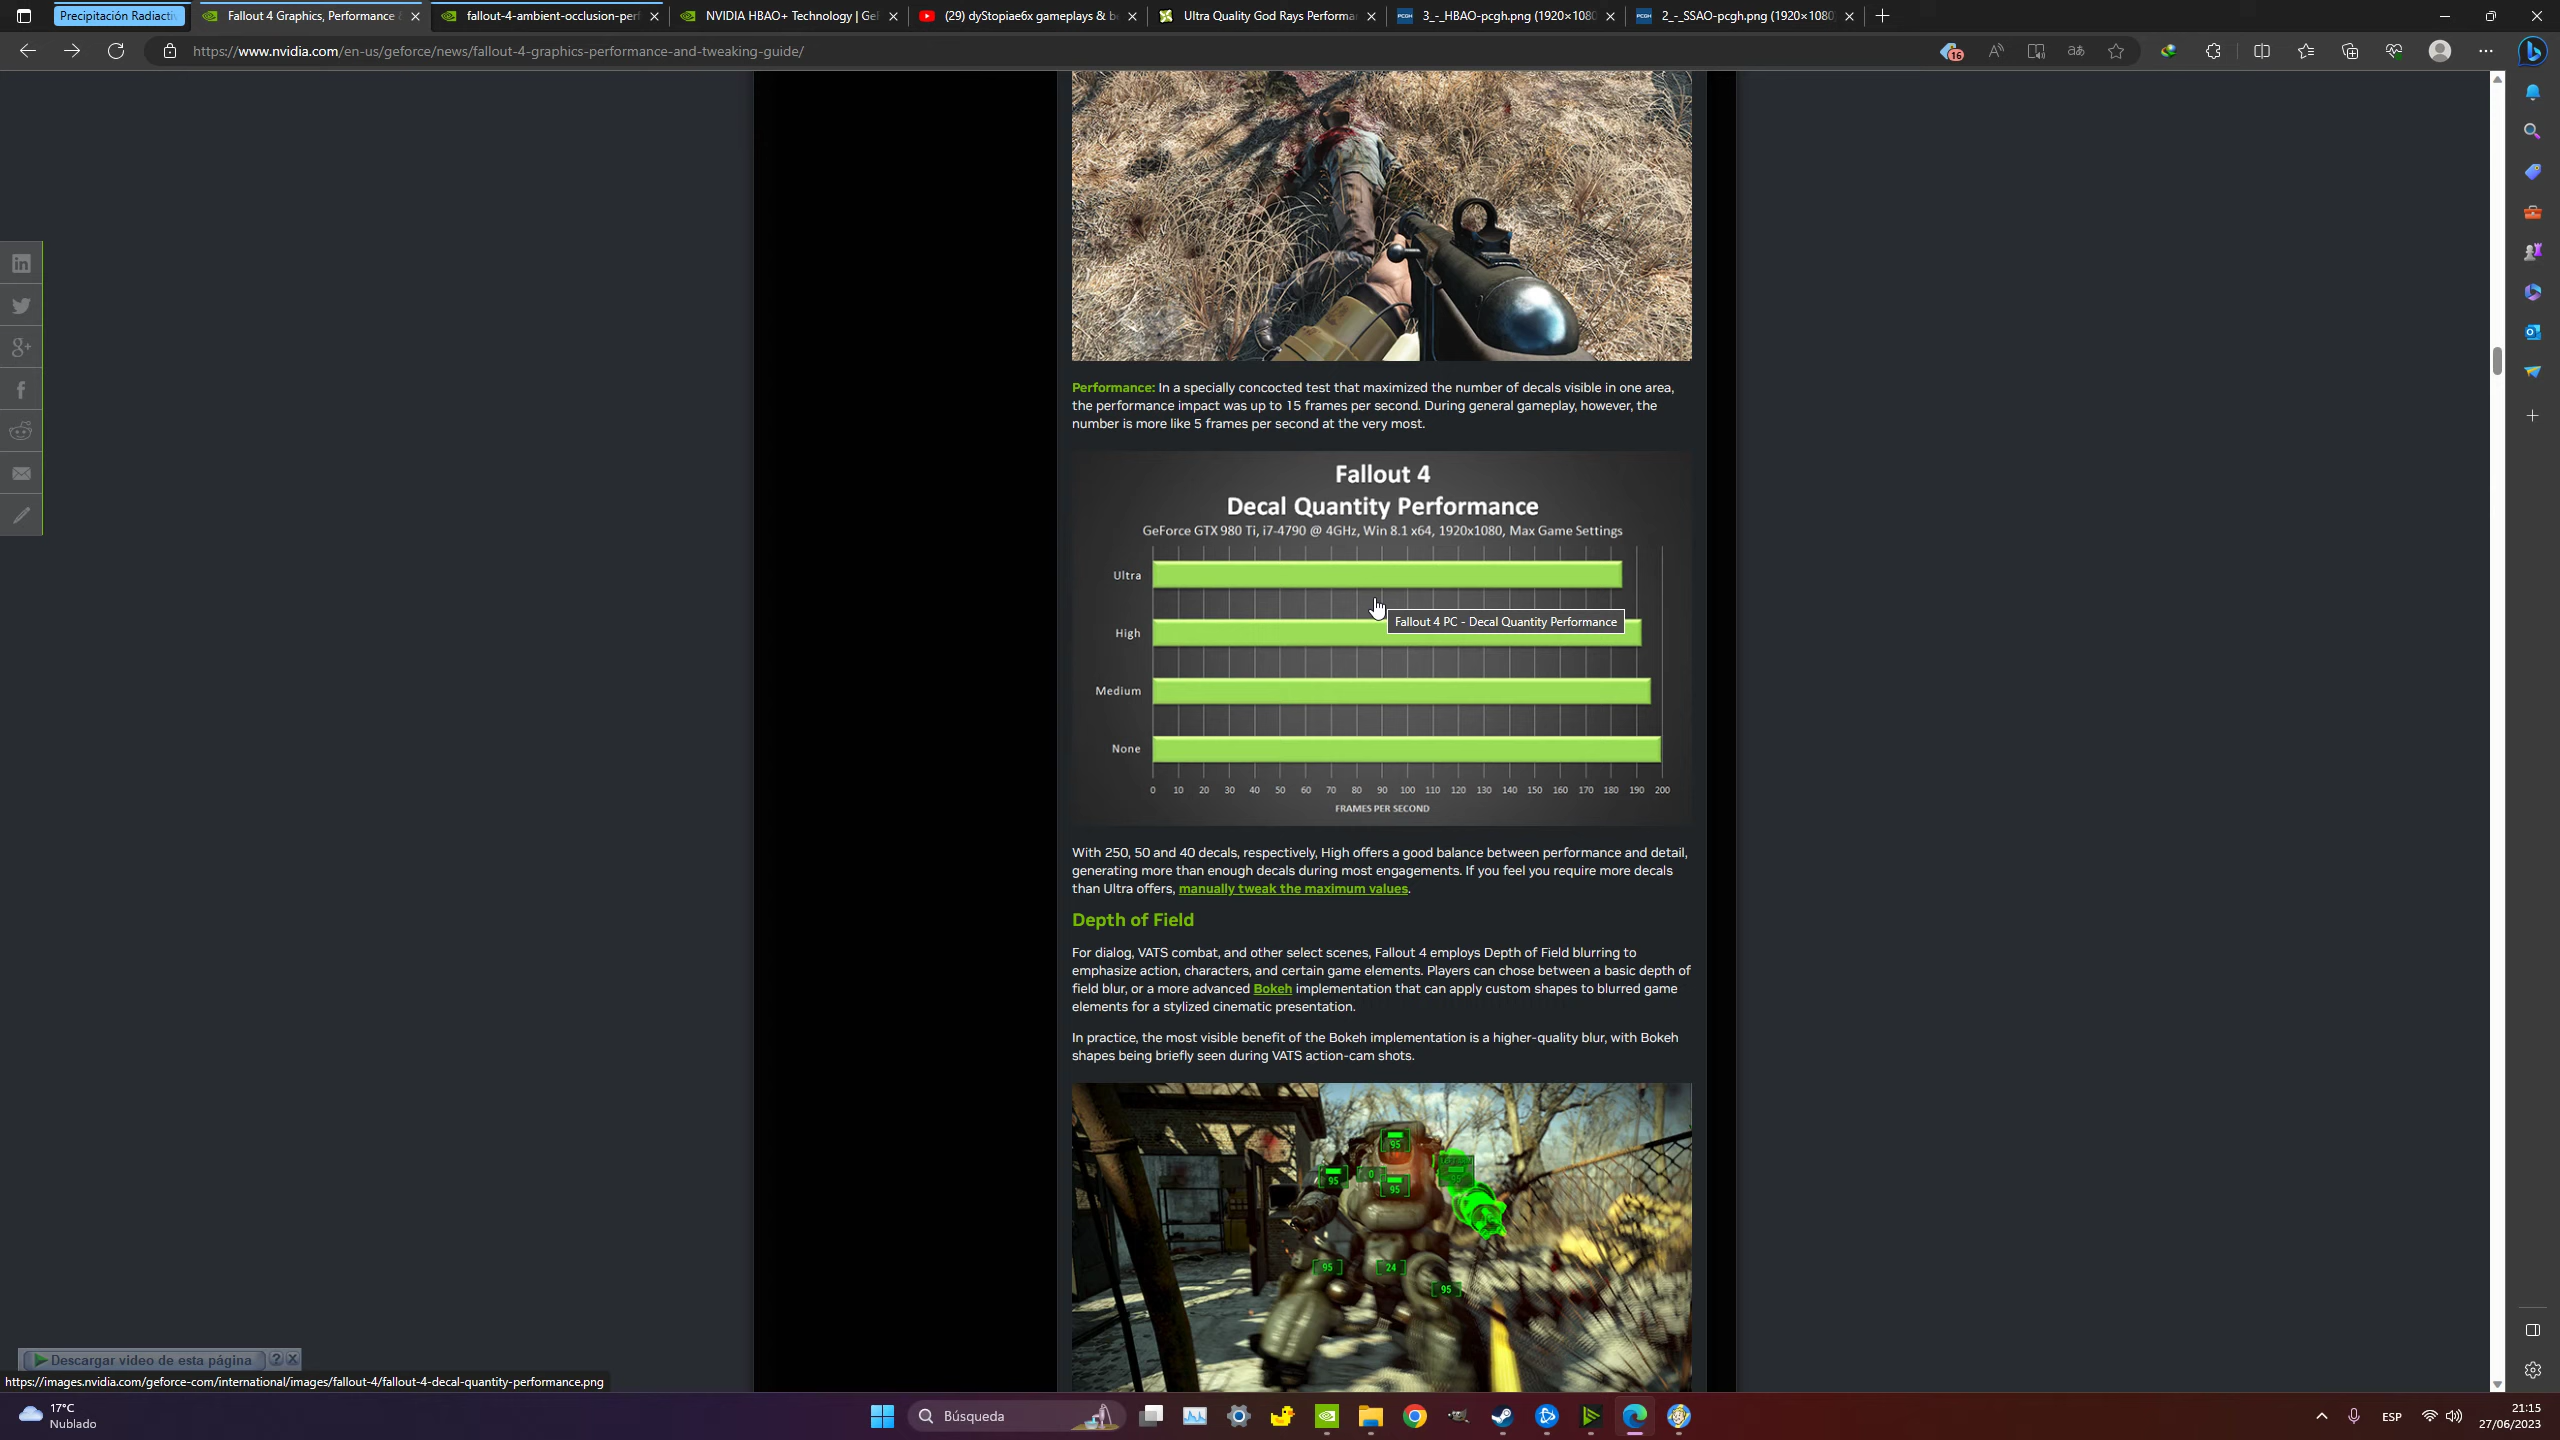 Precipitación Radiacti
Fallout 4 Graphics, Performance &
fallout-4-ambient-occlusion-perf
NVIDIA HBAO+ Technology | GeF
(29) dyStopiae6x gameplays & b
Ultra Quality God Rays Performan
3_-_HBAO-pcgh.png (1920×1080
2_-_SSAO-pcgh.png (1920×1080
https://www.nvidia.com/en-us/geforce/news/fallout-4-graphics-performance-and-tweaking-guide/
16
Performance: In a specially concocted test that maximized the number of decals visible in one area,
the performance impact was up to 15 frames per second. During general gameplay, however, the
number is more like 5 frames per second at the very most.
Fallout 4
Decal Quantity Performance
GeForce GTX 980 Ti, i7-4790 @ 4GHz, Win 8.1 x64, 1920x1080, Max Game Settings
Ultra
Fallout 4 PC - Decal Quantity Performance
High
Medium
None
0 10 20 30 40 50 60 70 80 90 100 110 120 130 140 150 160 170 180 190 200
FRAMES PER SECOND
With 250, 50 and 40 decals, respectively, High offers a good balance between performance and detail,
generating more than enough decals during most engagements. If you feel you require more decals
than Ultra offers, manually tweak the maximum values.
Depth of Field
For dialog, VATS combat, and other select scenes, Fallout 4 employs Depth of Field blurring to
emphasize action, characters, and certain game elements. Players can chose between a basic depth of
field blur, or a more advanced Bokeh implementation that can apply custom shapes to blurred game
elements for a stylized cinematic presentation.
In practice, the most visible benefit of the Bokeh implementation is a higher-quality blur, with Bokeh
shapes being briefly seen during VATS action-cam shots.
95
95 0 95
95 24
95
Descargar video de esta página ?
https://images.nvidia.com/geforce-com/international/images/fallout-4/fallout-4-decal-quantity-performance.png
17°C
Nublado
Búsqueda
ESP
21:15
27/06/2023